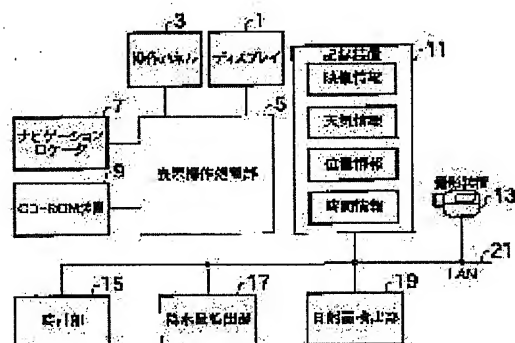 3
1
操作パネル
ディスプレイ
11
記録装置
映像情報
天気情報
位置情報
時間情報
7
5
ナビゲーション
ロケータ
9
表示操作処理部
CD-ROM装置
撮影装置
13
21
LAN
15
17
19
時計部
降水量検出部
日射量検出部